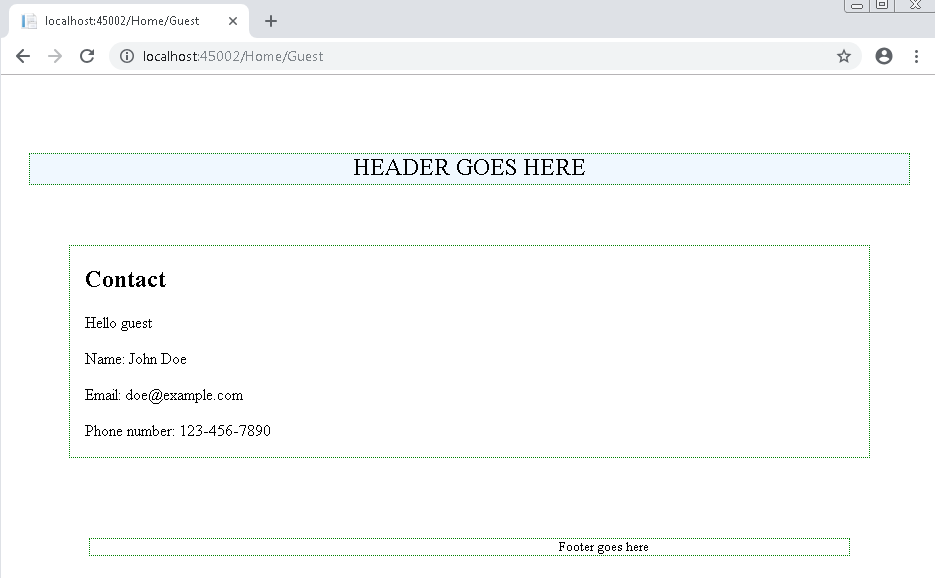 localhost:45002/Home/Guest
localhost:45002/Home/Guest
HEADER GOES HERE
Contact
Hello guest
Name: John Doe
Email: doe@example.com
Phone number: 123-456-7890
Footer goes here